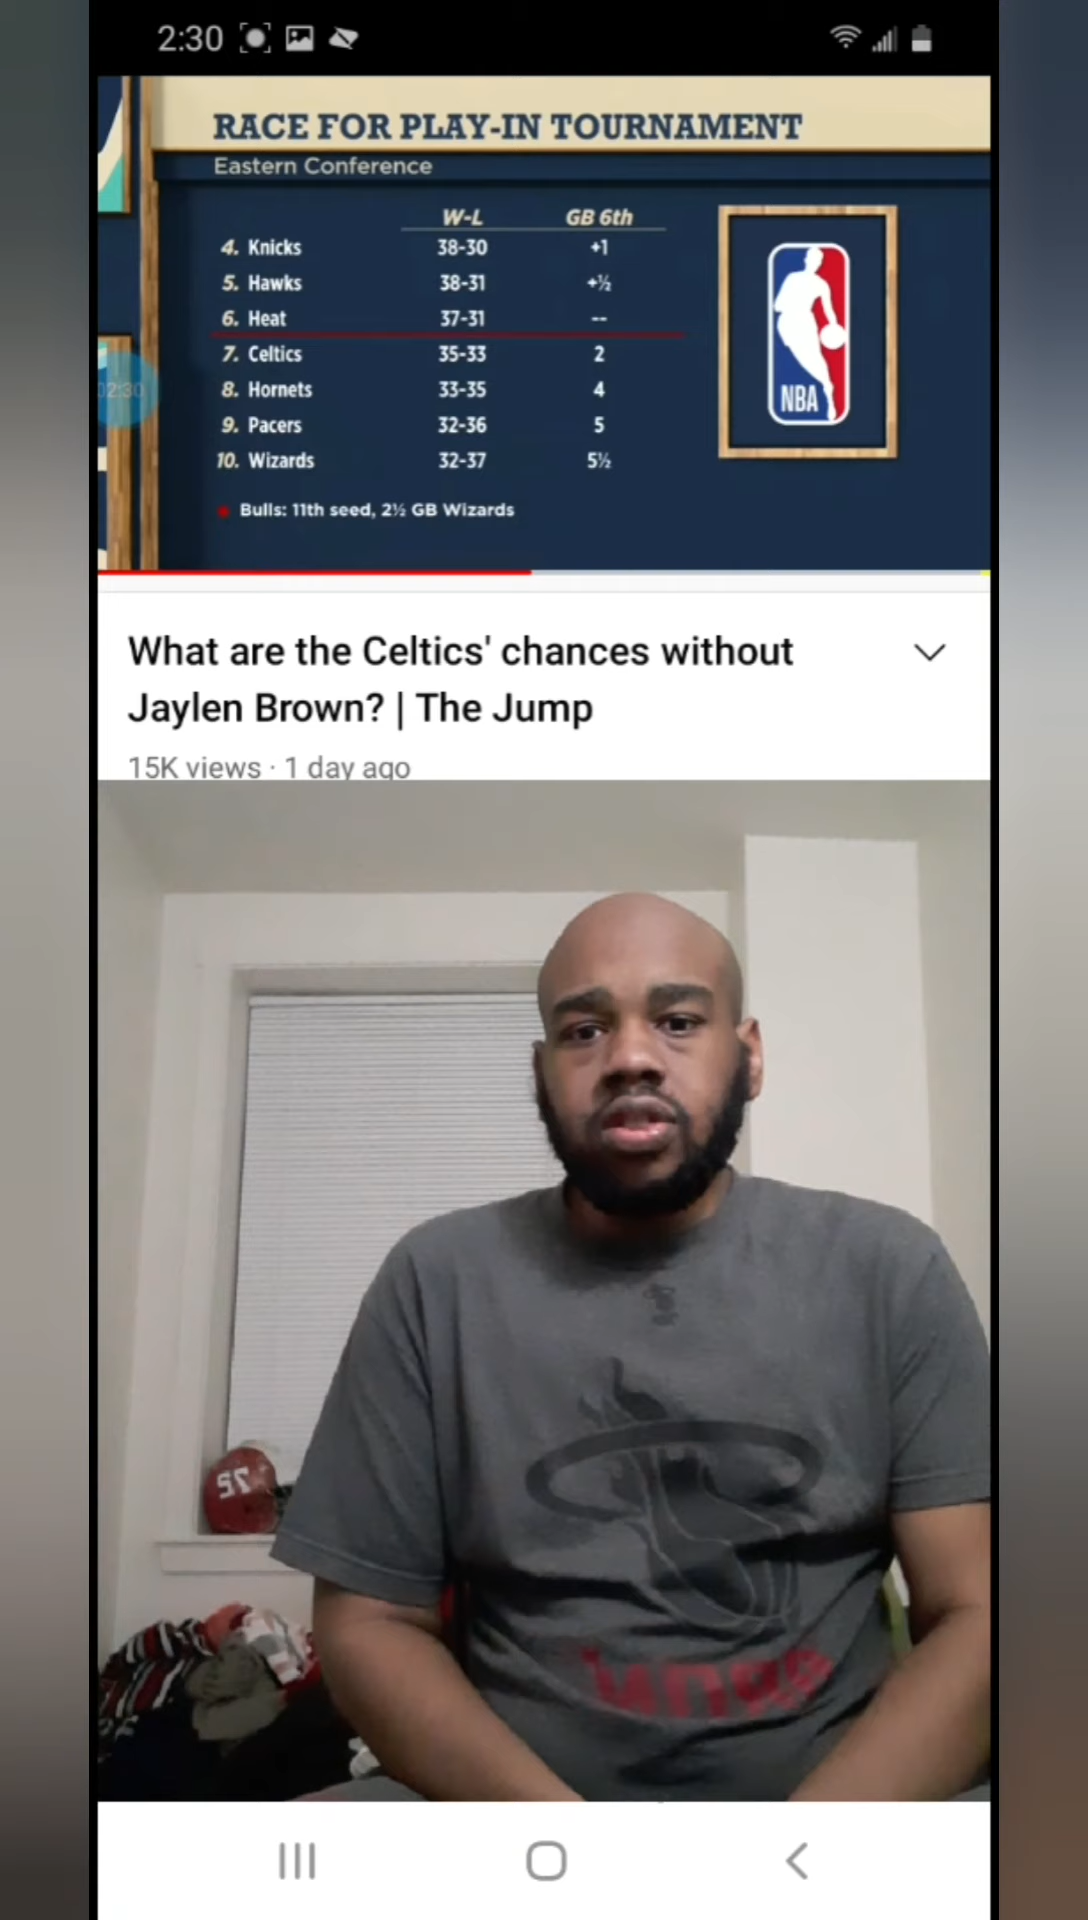 2:30
RACE FOR PLAY-IN TOURNAMENT
Eastern Conference
W-L GB 6th
4. Knicks 38-30 +1
5. Hawks 38-31 +½
6. Heat 37-31 --
7. Celtics 35-33 2
8. Hornets 33-35 4
9. Pacers 32-36 5
10. Wizards 32-37 5½
02:30
NBA
Bulls: 11th seed, 2½ GB Wizards
What are the Celtics' chances without
Jaylen Brown? | The Jump
15K views · 1 day ago